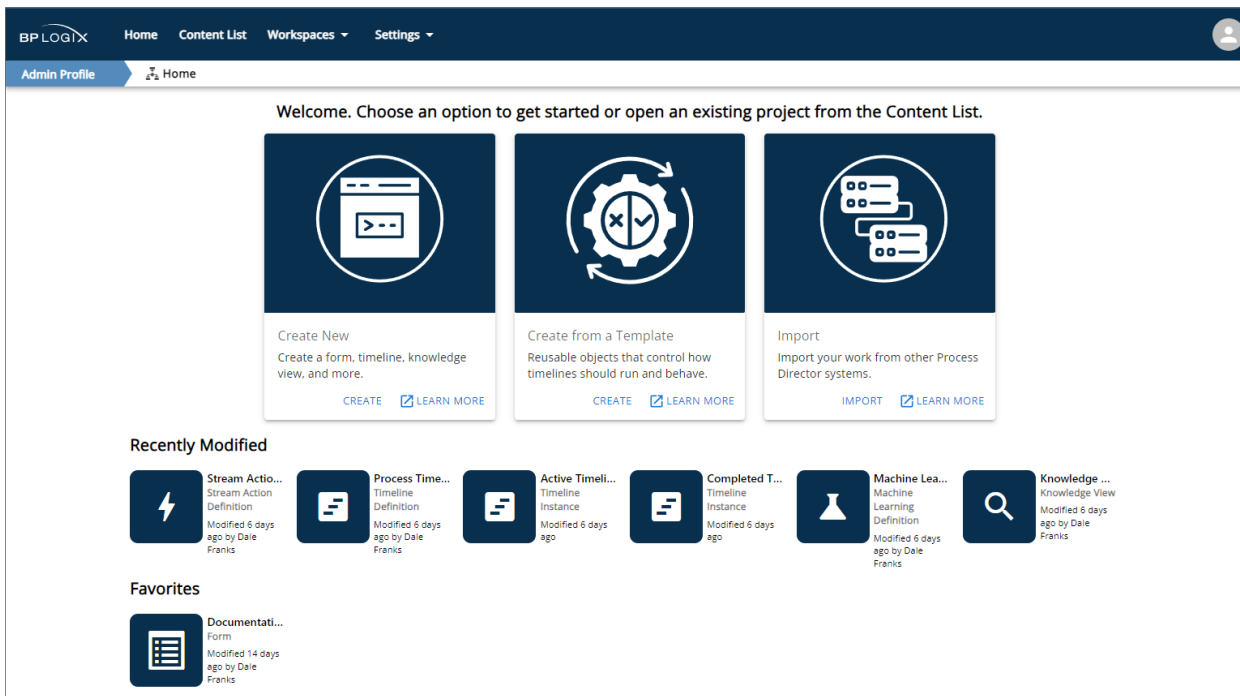 BPLOGIX Home Content List Workspaces Settings
Admin Profile Home
Welcome. Choose an option to get started or open an existing project from the Content List.
Create New
Create a form, timeline, knowledge
view, and more.
CREATE LEARN MORE
Create from a Template
Reusable objects that control how
timelines should run and behave.
CREATE LEARN MORE
Import
Import your work from other Process
Director systems.
IMPORT LEARN MORE
Recently Modified
Stream Actio...
Stream Action
Definition
Modified 6 days
ago by Dale
Franks
Process Time...
Timeline
Definition
Modified 6 days
ago by Dale
Franks
Active Timeli...
Timeline
Instance
Modified 6 days
ago
Completed T...
Timeline
Instance
Modified 6 days
ago
Machine Lea...
Machine
Learning
Definition
Modified 6 days
ago by Dale
Franks
Knowledge ...
Knowledge View
Modified 6 days
ago by Dale
Franks
Favorites
Documentati...
Form
Modified 14 days
ago by Dale
Franks